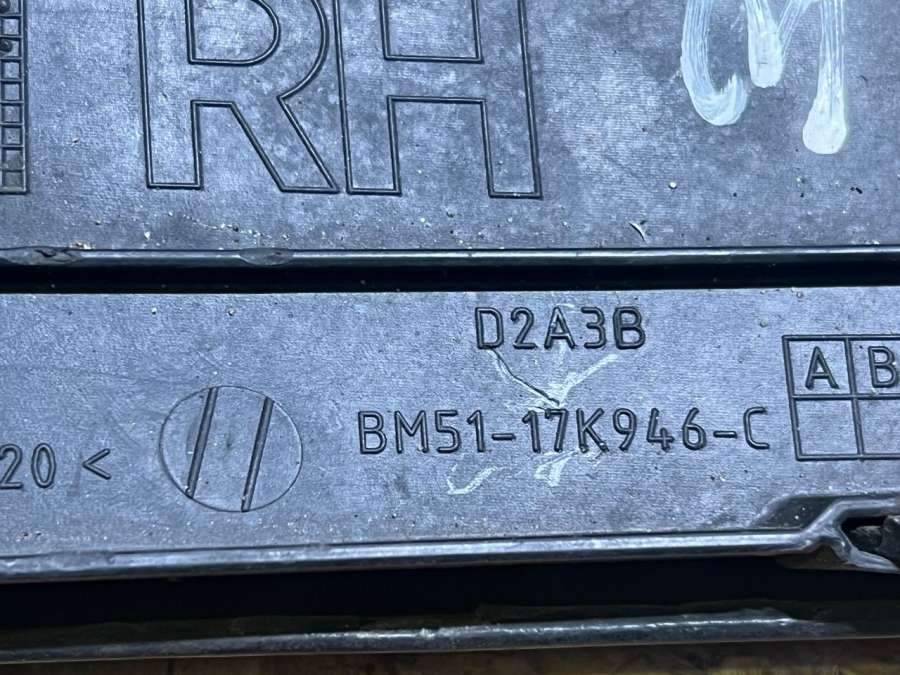 RH
D2A3B
BM51-17K946-C
A B
20 <